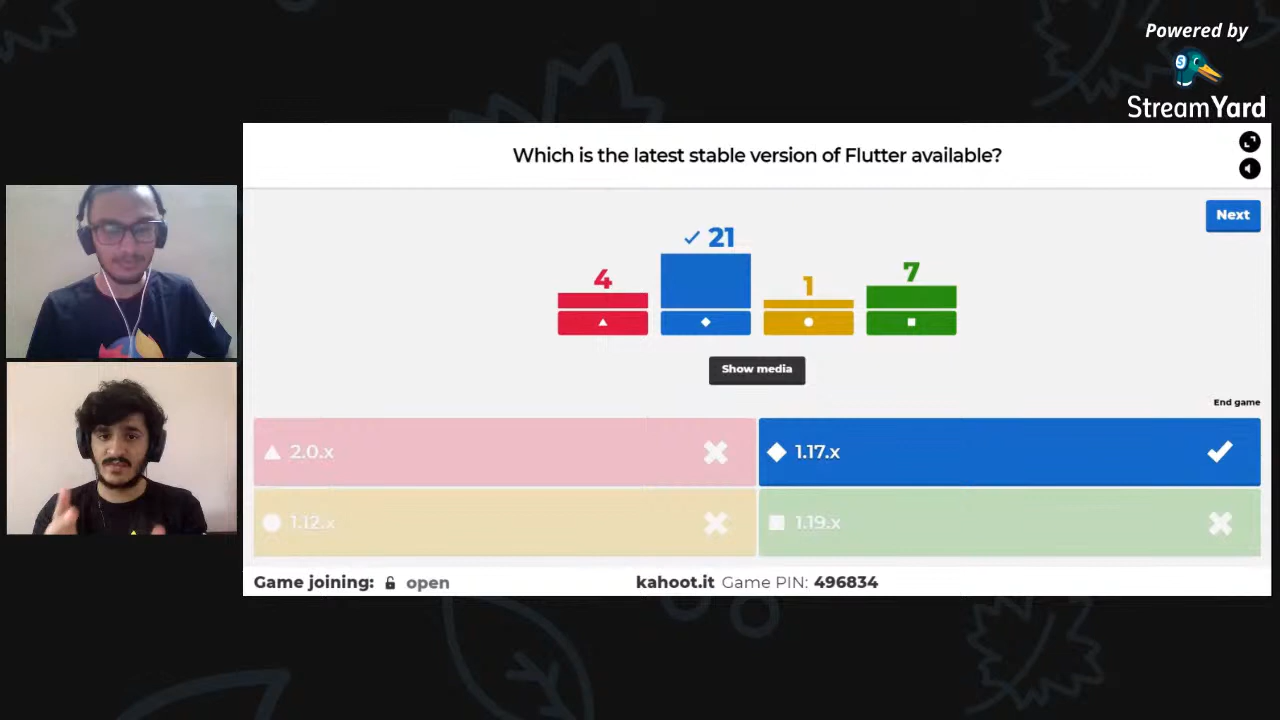 Powered by
StreamYard
Which is the latest stable version of Flutter available?
Next
4
21
1
7
Show media
End game
2.0.x
1.17.x
1.12.x
1.19.x
Game joining: open
kahoot.it Game PIN: 496834